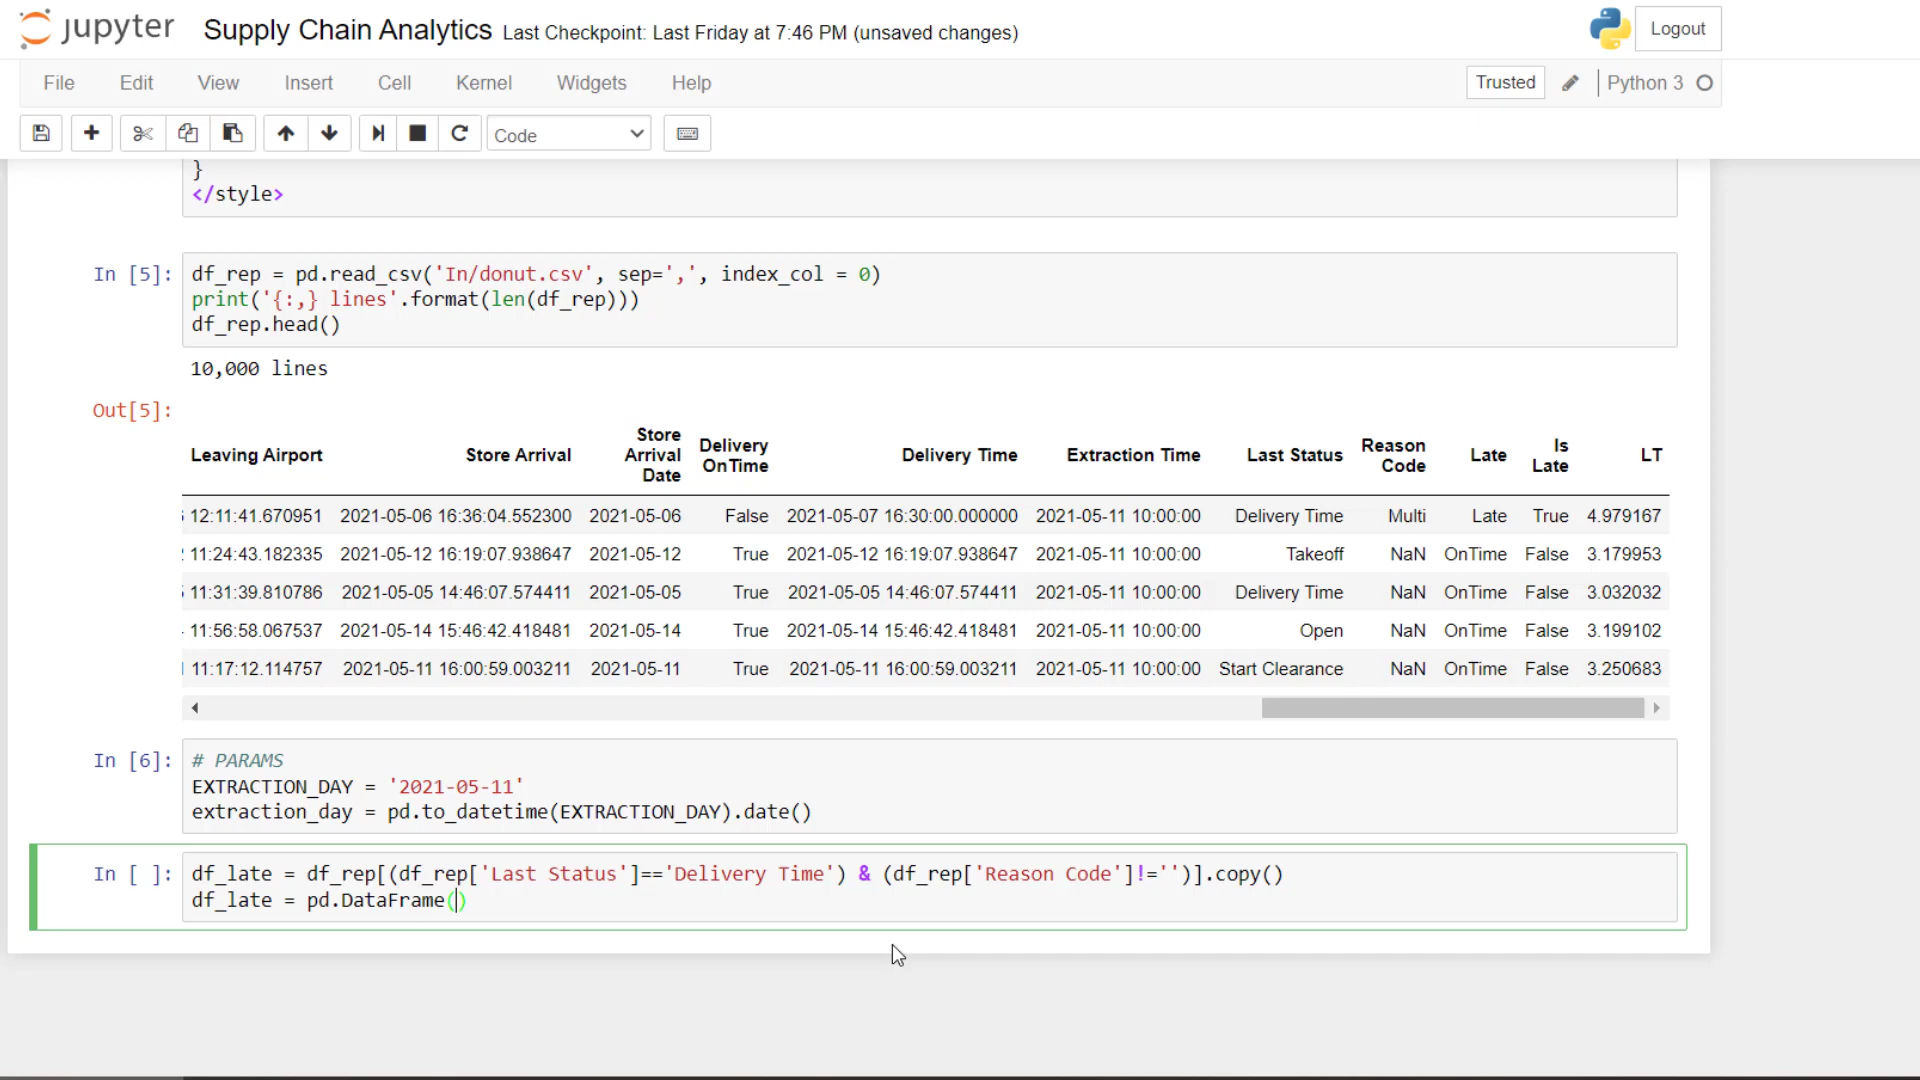 jupyter Supply Chain Analytics Last Checkpoint: Last Friday at 7:46 PM (unsaved changes) Logout
File Edit View Insert Cell Kernel Widgets Help Trusted Python 3
Code
}
</style>
In [5]: df_rep = pd.read_csv('In/donut.csv', sep=',', index_col = 0)
print('{:,} lines'.format(len(df_rep)))
df_rep.head()
10,000 lines
Out[5]:
Leaving Airport Store Arrival Store Arrival Date Delivery OnTime Delivery Time Extraction Time Last Status Reason Code Late Is Late LT
12:11:41.670951 2021-05-06 16:36:04.552300 2021-05-06 False 2021-05-07 16:30:00.000000 2021-05-11 10:00:00 Delivery Time Multi Late True 4.979167
11:24:43.182335 2021-05-12 16:19:07.938647 2021-05-12 True 2021-05-12 16:19:07.938647 2021-05-11 10:00:00 Takeoff NaN OnTime False 3.179953
11:31:39.810786 2021-05-05 14:46:07.574411 2021-05-05 True 2021-05-05 14:46:07.574411 2021-05-11 10:00:00 Delivery Time NaN OnTime False 3.032032
11:56:58.067537 2021-05-14 15:46:42.418481 2021-05-14 True 2021-05-14 15:46:42.418481 2021-05-11 10:00:00 Open NaN OnTime False 3.199102
11:17:12.114757 2021-05-11 16:00:59.003211 2021-05-11 True 2021-05-11 16:00:59.003211 2021-05-11 10:00:00 Start Clearance NaN OnTime False 3.250683
In [6]: # PARAMS
EXTRACTION_DAY = '2021-05-11'
extraction_day = pd.to_datetime(EXTRACTION_DAY).date()
In [ ]: df_late = df_rep[(df_rep['Last Status']=='Delivery Time') & (df_rep['Reason Code']!='')].copy()
df_late = pd.DataFrame()